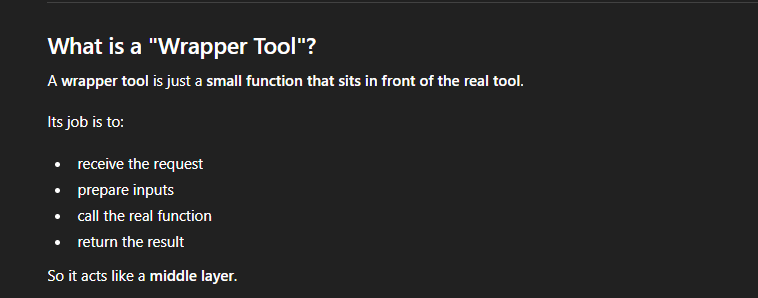 What is a "Wrapper Tool"?
A wrapper tool is just a small function that sits in front of the real tool.
Its job is to:
• receive the request
• prepare inputs
• call the real function
• return the result
So it acts like a middle layer.